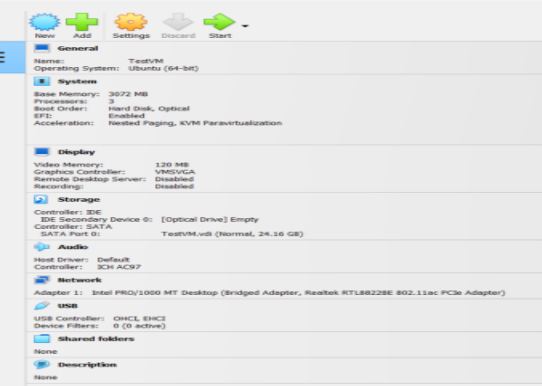 New Add Settings Discard Start
General
Name: TestVM
Operating System: Ubuntu (64-bit)
System
Base Memory: 3072 MB
Processors: 3
Boot Order: Hard Disk, Optical
EFI: Enabled
Acceleration: Nested Paging, KVM Paravirtualization
Display
Video Memory: 120 MB
Graphics Controller: VMSVGA
Remote Desktop Server: Disabled
Recording: Disabled
Storage
Controller: IDE
IDE Secondary Device 0: [Optical Drive] Empty
Controller: SATA
SATA Port 0: TestVM.vdi (Normal, 24.16 GB)
Audio
Host Driver: Default
Controller: ICH AC97
Network
Adapter 1: Intel PRO/1000 MT Desktop (Bridged Adapter, Realtek RTL8822BE 802.11ac PCIe Adapter)
USB
USB Controller: OHCI, EHCI
Device Filters: 0 (0 active)
Shared folders
None
Description
None